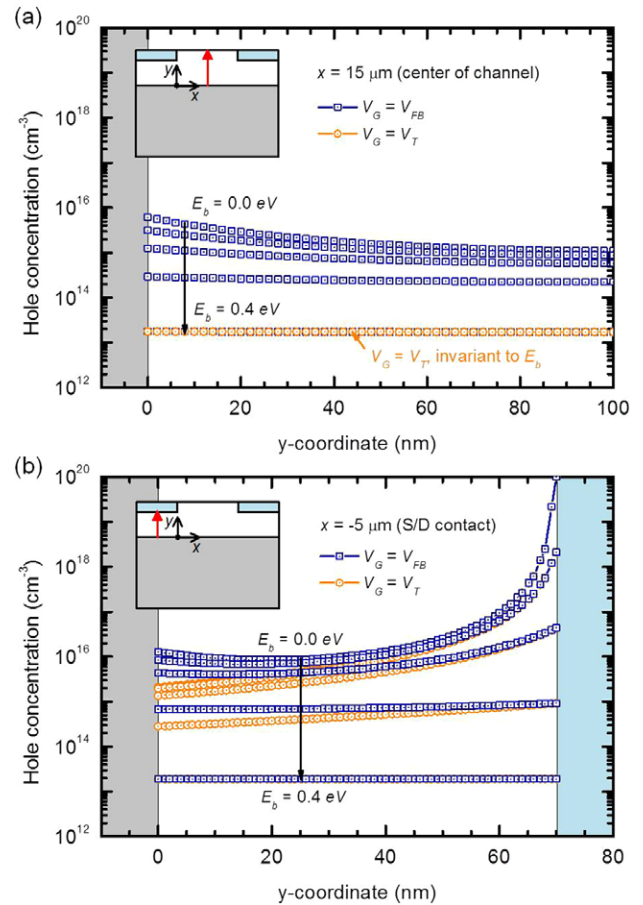 (a)
10^20
10^18
10^16
10^14
10^12
Hole concentration (cm^-3)
y
x
x = 15 μm (center of channel)
V_G = V_FB
V_G = V_T
E_b = 0.0 eV
E_b = 0.4 eV
V_G = V_T, invariant to E_b
0 20 40 60 80 100
y-coordinate (nm)
(b)
10^20
10^18
10^16
10^14
10^12
Hole concentration (cm^-3)
y
x
x = -5 μm (S/D contact)
V_G = V_FB
V_G = V_T
E_b = 0.0 eV
E_b = 0.4 eV
0 20 40 60 80
y-coordinate (nm)